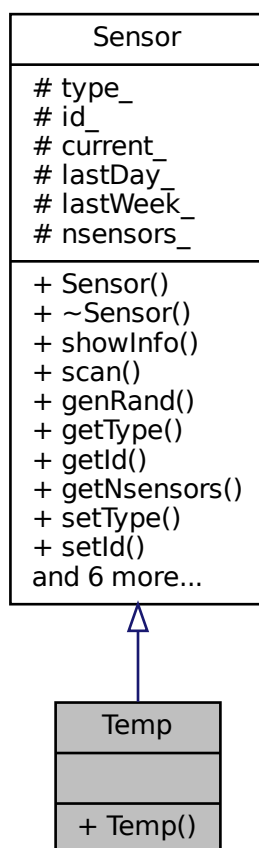 Sensor
# type_
# id_
# current_
# lastDay_
# lastWeek_
# nsensors_
+ Sensor()
+ ~Sensor()
+ showInfo()
+ scan()
+ genRand()
+ getType()
+ getId()
+ getNsensors()
+ setType()
+ setId()
and 6 more...
Temp
+ Temp()